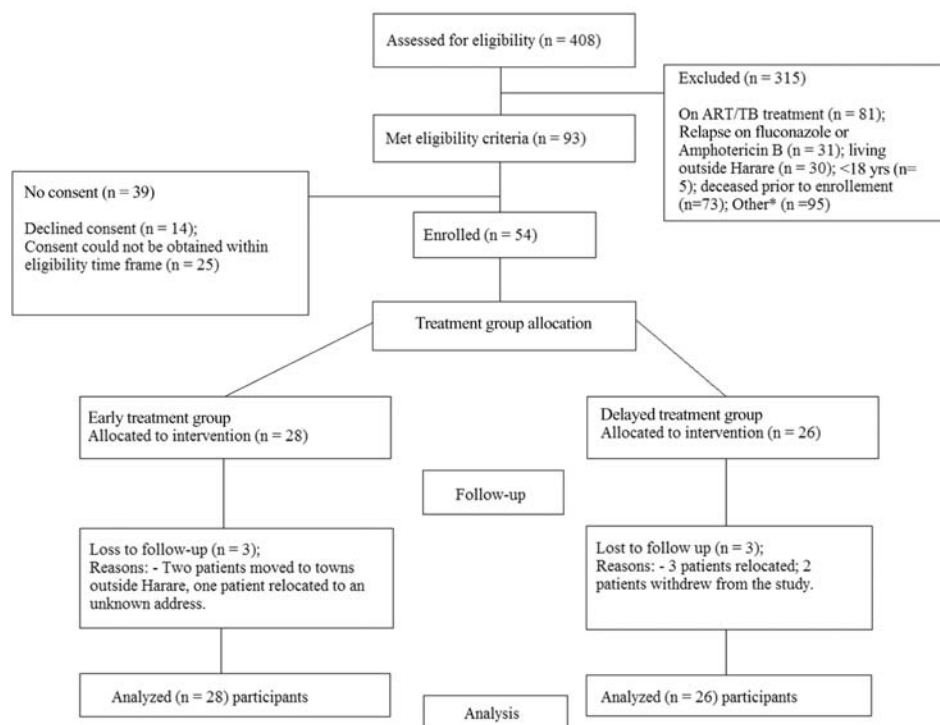 Assessed for eligibility (n = 408)
Excluded (n = 315)
On ART/TB treatment (n = 81);
Relapse on fluconazole or
Amphotericin B (n = 31); living
outside Harare (n = 30); <18 yrs (n=
5); deceased prior to enrollement
(n=73); Other* (n =95)
Met eligibility criteria (n = 93)
No consent (n = 39)
Declined consent (n = 14);
Consent could not be obtained within
eligibility time frame (n = 25)
Enrolled (n = 54)
Treatment group allocation
Early treatment group
Allocated to intervention (n = 28)
Delayed treatment group
Allocated to intervention (n = 26)
Follow-up
Loss to follow-up (n = 3);
Reasons: - Two patients moved to towns
outside Harare, one patient relocated to an
unknown address.
Lost to follow up (n = 3);
Reasons: - 3 patients relocated; 2
patients withdrew from the study.
Analyzed (n = 28) participants
Analyzed (n = 26) participants
Analysis